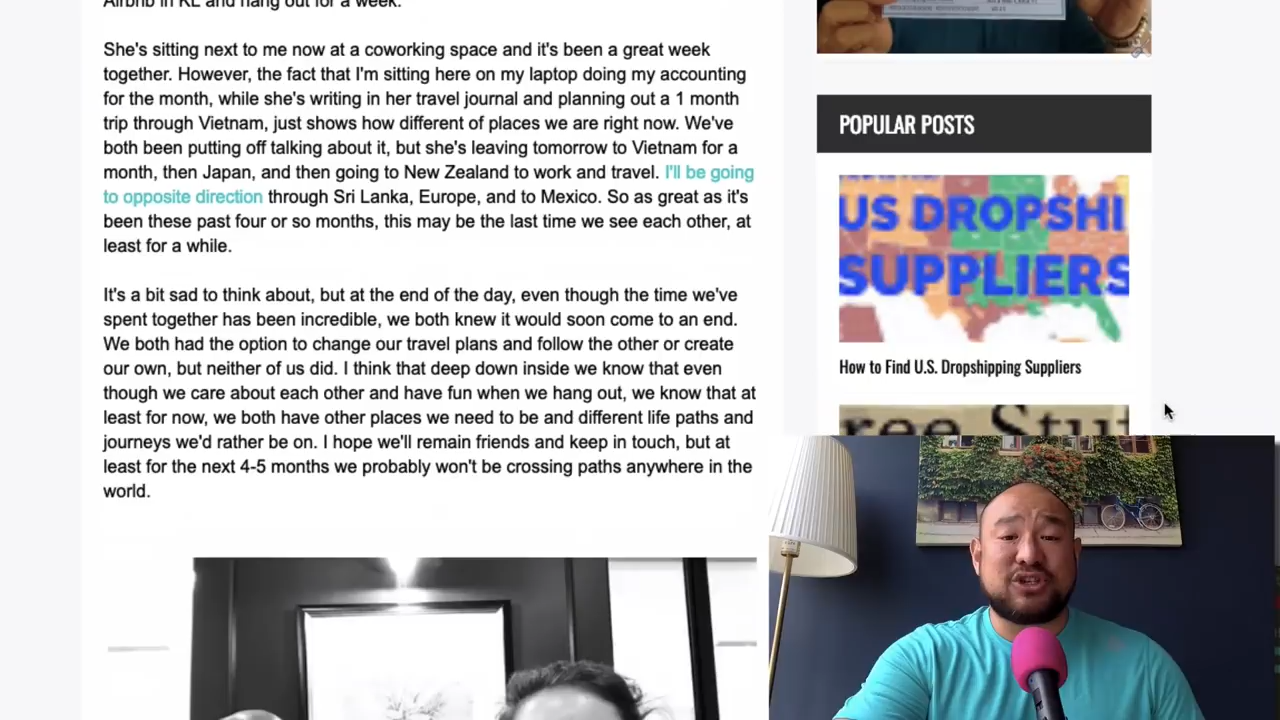 Airbnb in KL and hang out for a week.
She's sitting next to me now at a coworking space and it's been a great week
together. However, the fact that I'm sitting here on my laptop doing my accounting
for the month, while she's writing in her travel journal and planning out a 1 month
trip through Vietnam, just shows how different of places we are right now. We've
both been putting off talking about it, but she's leaving tomorrow to Vietnam for a
month, then Japan, and then going to New Zealand to work and travel. I'll be going
to opposite direction through Sri Lanka, Europe, and to Mexico. So as great as it's
been these past four or so months, this may be the last time we see each other, at
least for a while.
It's a bit sad to think about, but at the end of the day, even though the time we've
spent together has been incredible, we both knew it would soon come to an end.
We both had the option to change our travel plans and follow the other or create
our own, but neither of us did. I think that deep down inside we know that even
though we care about each other and have fun when we hang out, we know that at
least for now, we both have other places we need to be and different life paths and
journeys we'd rather be on. I hope we'll remain friends and keep in touch, but at
least for the next 4-5 months we probably won't be crossing paths anywhere in the
world.
POPULAR POSTS
US DROPSHI
SUPPLIERS
How to Find U.S. Dropshipping Suppliers
ree Stuf